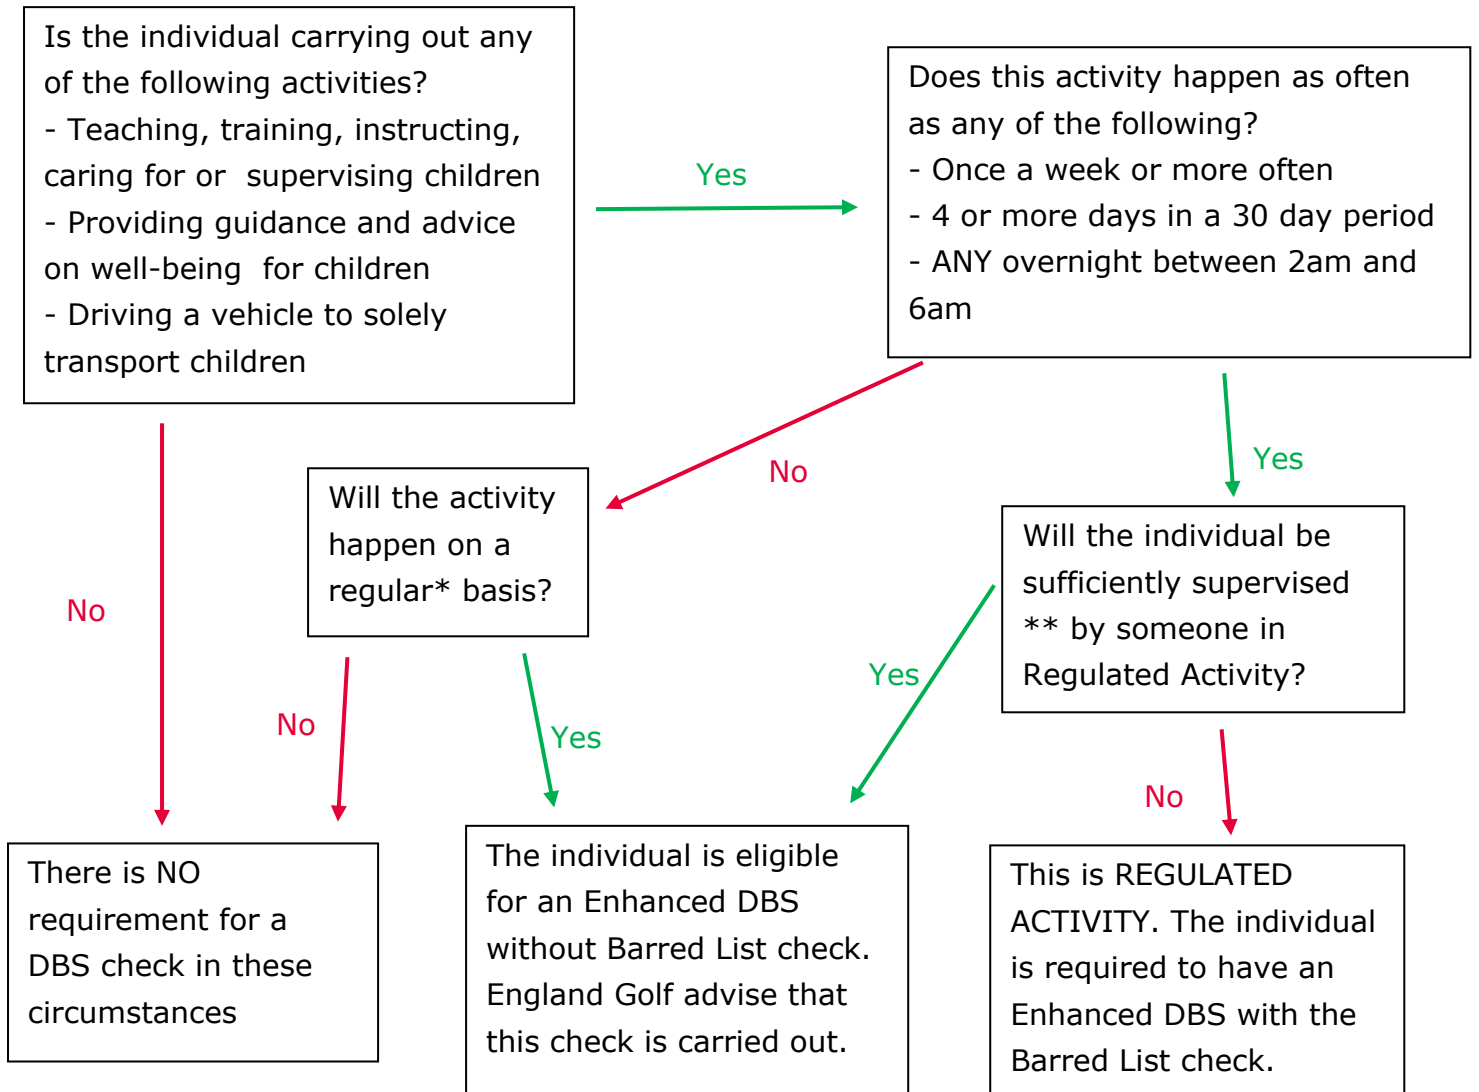 Is the individual carrying out any
of the following activities?
- Teaching, training, instructing,
caring for or  supervising children
- Providing guidance and advice
on well-being  for children
- Driving a vehicle to solely
transport children
Yes
Does this activity happen as often
as any of the following?
- Once a week or more often
- 4 or more days in a 30 day period
- ANY overnight between 2am and
6am
No
Yes
Will the activity
happen on a
regular* basis?
Will the individual be
sufficiently supervised
** by someone in
Regulated Activity?
No
No
Yes
Yes
No
There is NO
requirement for a
DBS check in these
circumstances
The individual is eligible
for an Enhanced DBS
without Barred List check.
England Golf advise that
this check is carried out.
This is REGULATED
ACTIVITY. The individual
is required to have an
Enhanced DBS with the
Barred List check.